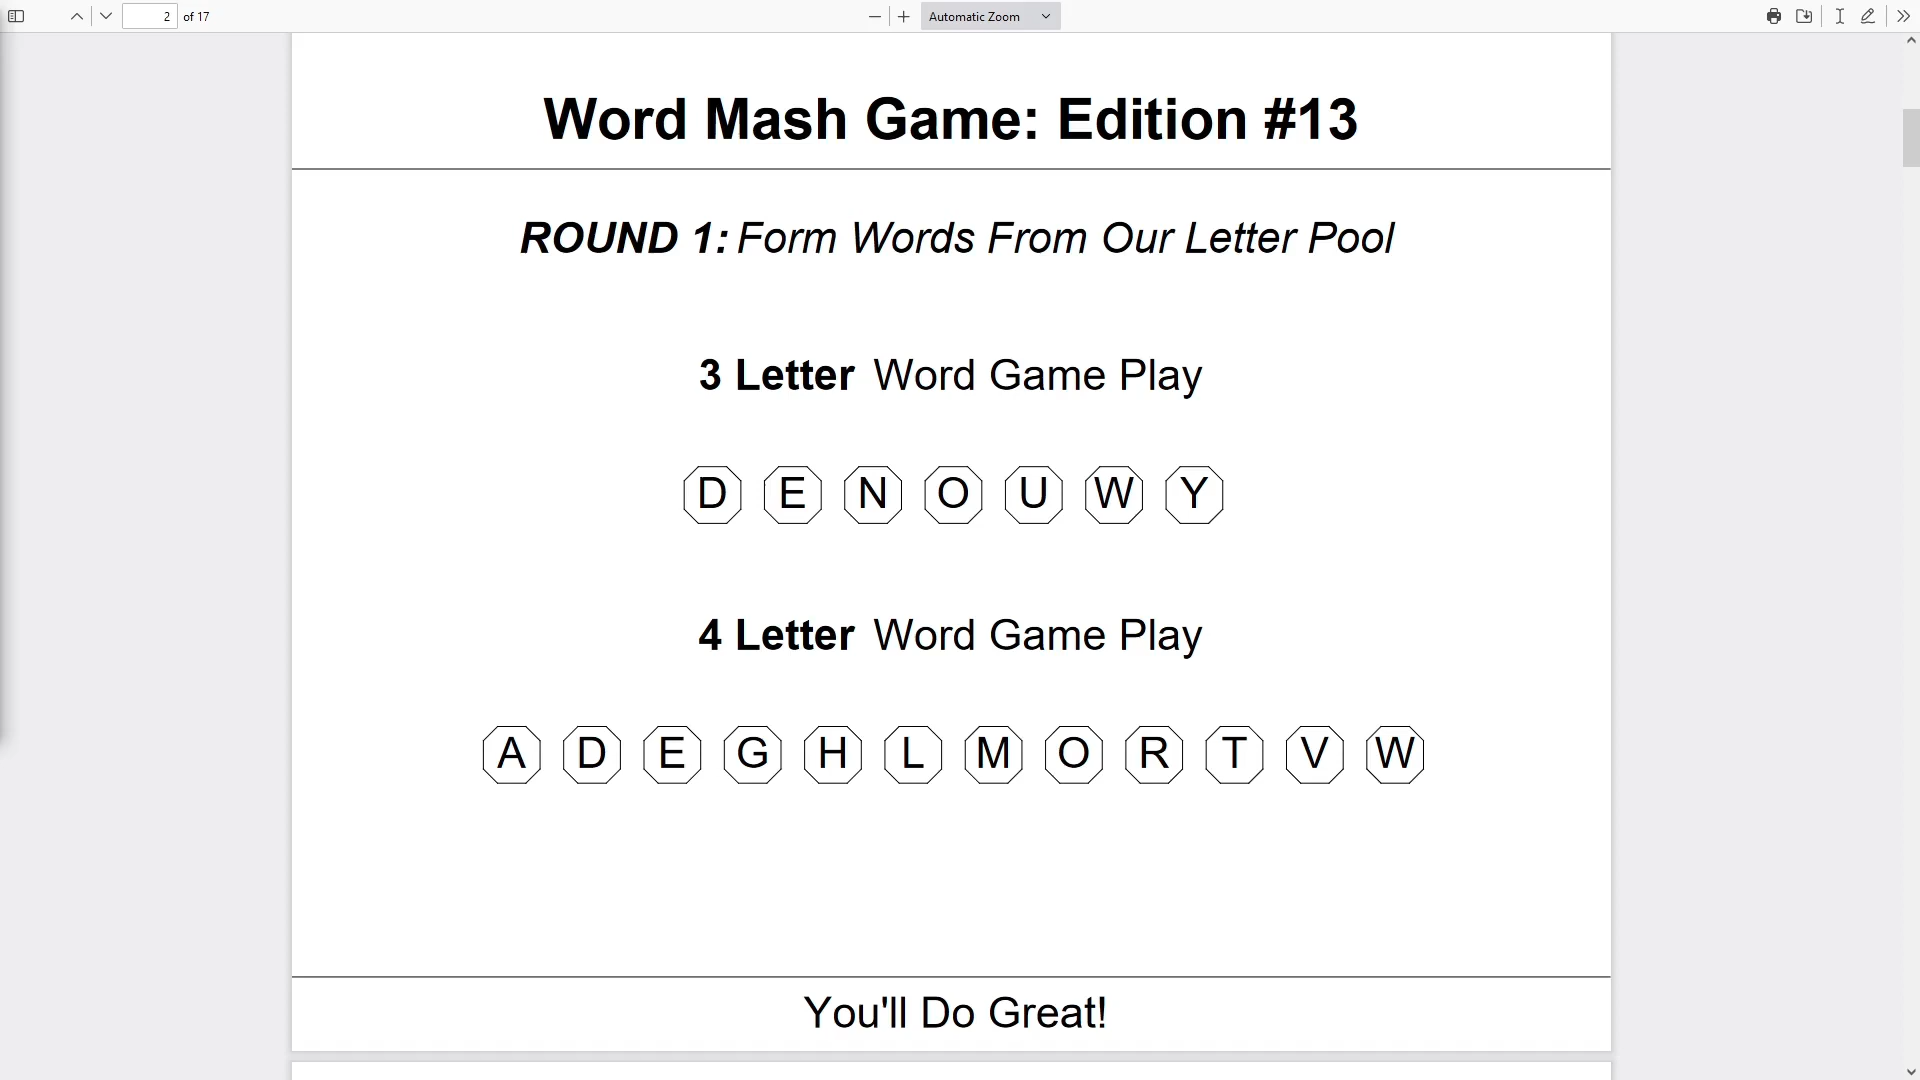 2 of 17 Automatic Zoom
Word Mash Game: Edition #13
ROUND 1: Form Words From Our Letter Pool
3 Letter Word Game Play
D E N O U W Y
4 Letter Word Game Play
A D E G H L M O R T V W
You'll Do Great!